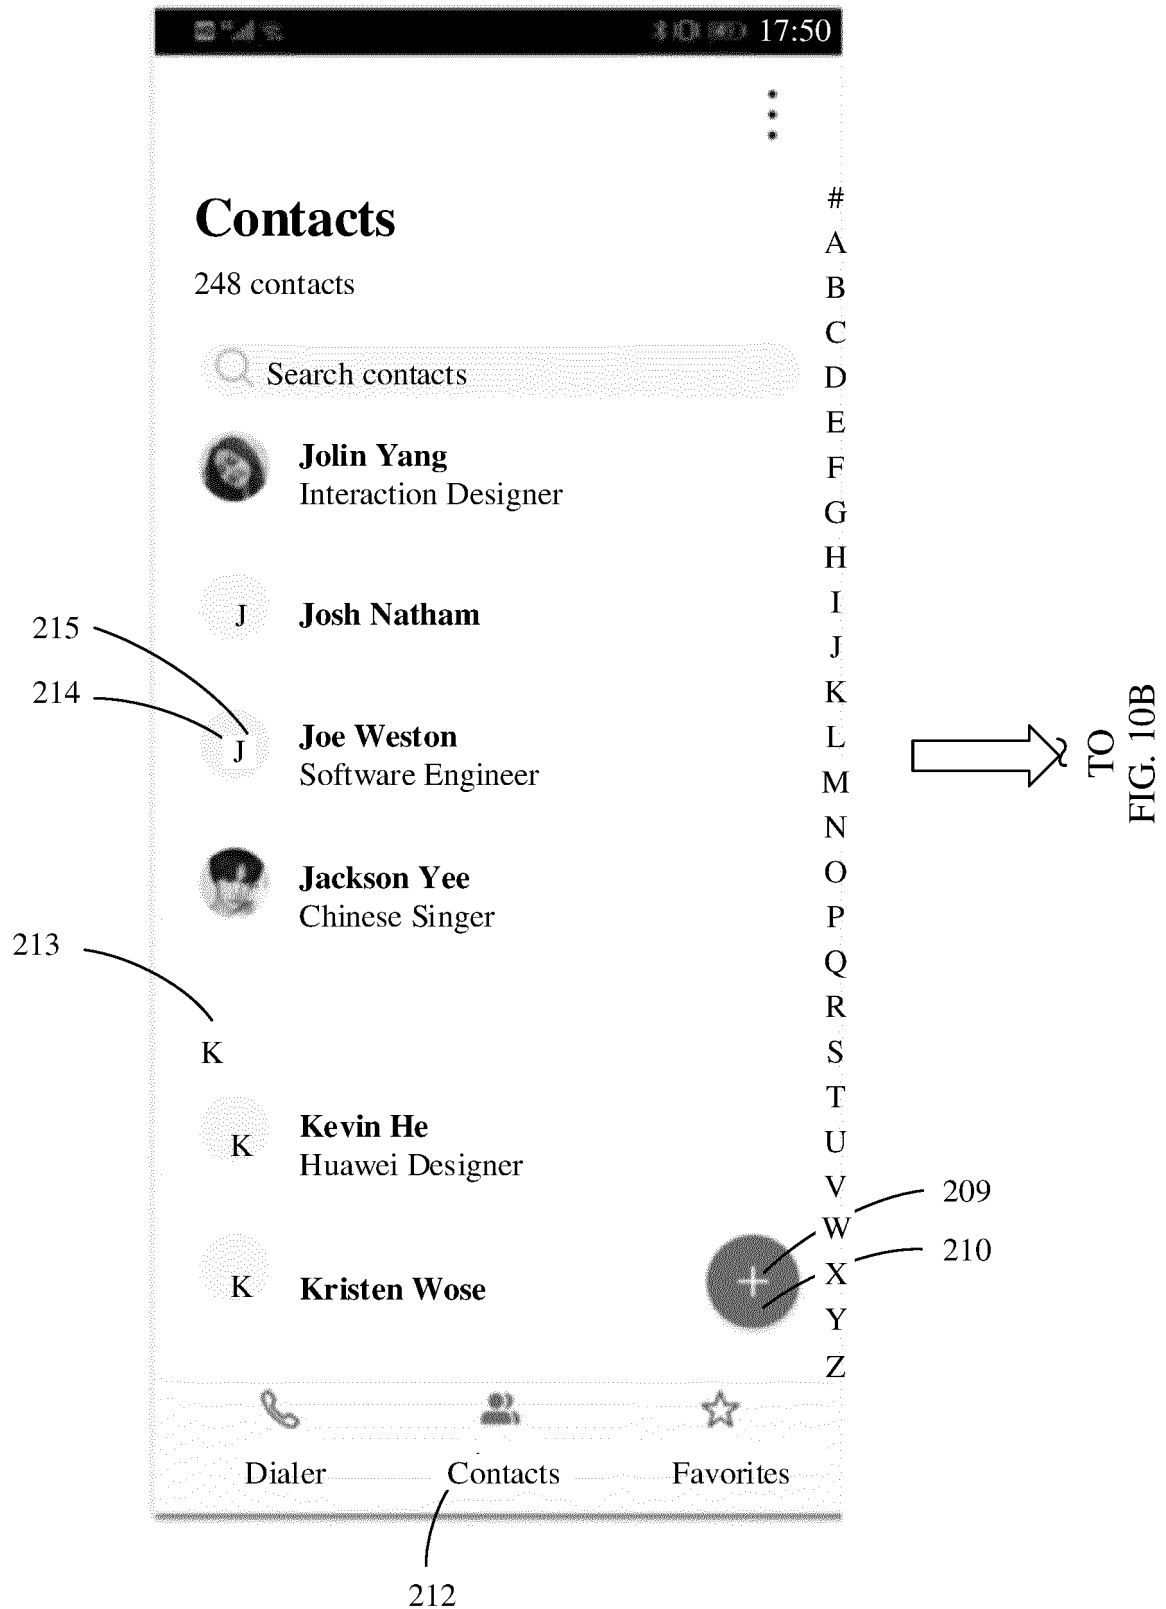 17:50
Contacts
248 contacts
Search contacts
Jolin Yang
Interaction Designer
J
Josh Natham
215
214
J
Joe Weston
Software Engineer
Jackson Yee
Chinese Singer
213
K
K
Kevin He
Huawei Designer
K
Kristen Wose
+
#
A
B
C
D
E
F
G
H
I
J
K
L
M
N
O
P
Q
R
S
T
U
V
W
X
Y
Z
209
210
TO
FIG. 10B
Dialer
Contacts
Favorites
212